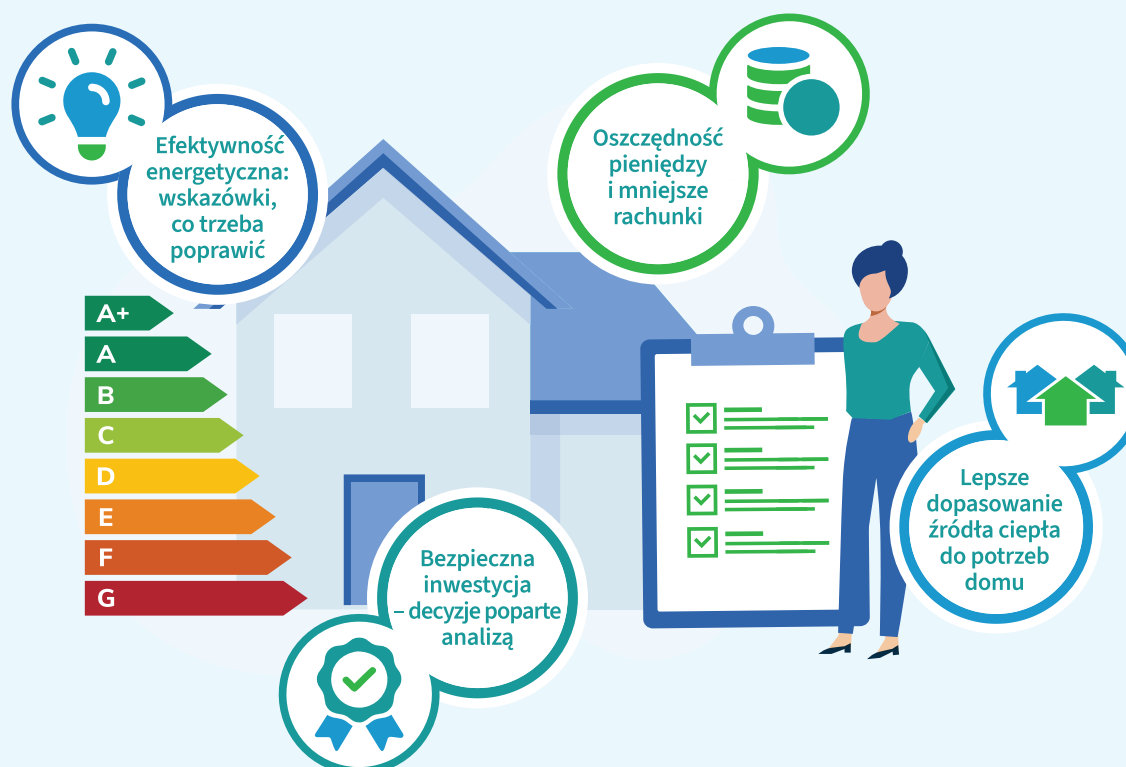 Efektywność
energetyczna:
wskazówki,
co trzeba
poprawić
Oszczędność
pieniędzy
i mniejsze
rachunki
A+
A
B
C
D
E
F
G
Lepsze
dopasowanie
źródła ciepła
do potrzeb
domu
Bezpieczna
inwestycja
– decyzje poparte
analizą